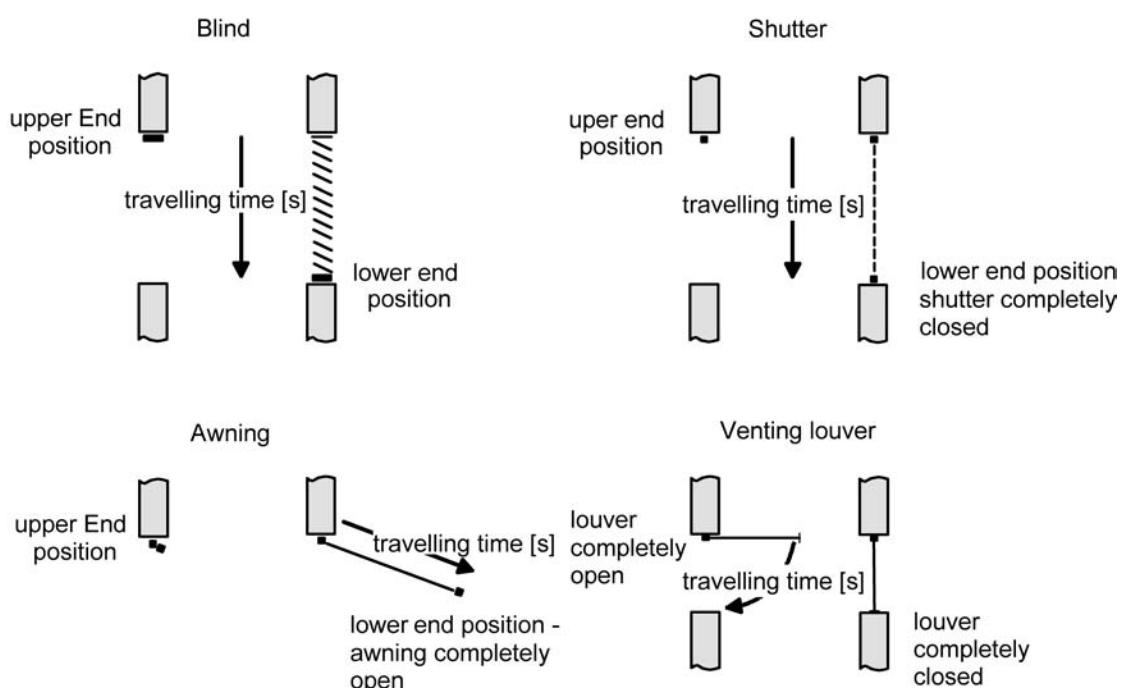 Blind
upper End
position
travelling time [s]
lower end
position
Shutter
uper end
position
travelling time [s]
lower end position
shutter completely
closed
Awning
upper End
position
travelling time [s]
lower end position -
awning completely
open
Venting louver
louver
completely
open
travelling time [s]
louver
completely
closed